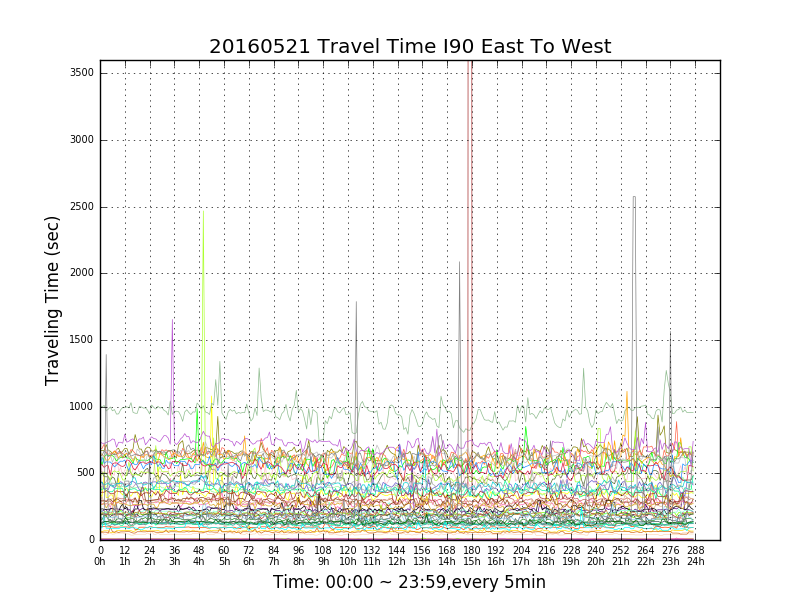 20160521 Travel Time I90 East To West
Traveling Time (sec)
3500
3000
2500
2000
1500
1000
500
0
0 12 24 36 48 60 72 84 96 108 120 132 144 156 168 180 192 204 216 228 240 252 264 276 288
0h 1h 2h 3h 4h 5h 6h 7h 8h 9h 10h 11h 12h 13h 14h 15h 16h 17h 18h 19h 20h 21h 22h 23h 24h
Time: 00:00 ~ 23:59,every 5min